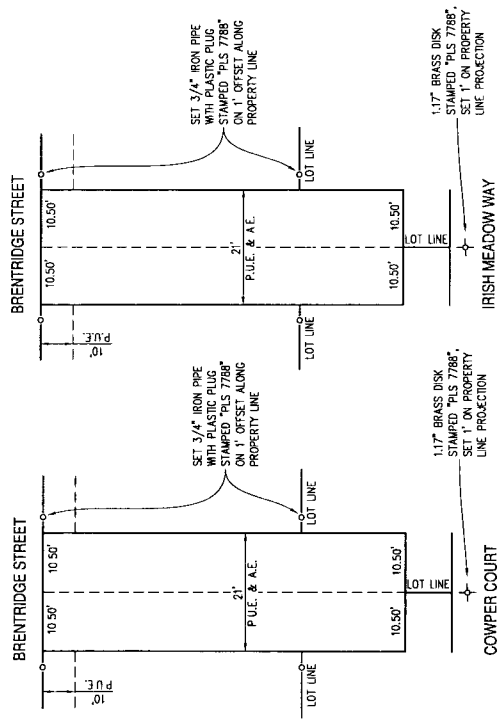 BRENTRIDGE STREET
10.50' 10.50'
10'
P.U.E.
21'
P.U.E. & A.E.
SET 3/4" IRON PIPE
WITH PLASTIC PLUG
STAMPED "PLS 7788"
ON 1' OFFSET ALONG
PROPERTY LINE
LOT LINE
LOT LINE
10.50' 10.50'
LOT LINE
1.17" BRASS DISK
STAMPED "PLS 7788",
SET 1' ON PROPERTY
LINE PROJECTION
COWPER COURT
BRENTRIDGE STREET
10.50' 10.50'
10'
P.U.E.
21'
P.U.E. & A.E.
SET 3/4" IRON PIPE
WITH PLASTIC PLUG
STAMPED "PLS 7788"
ON 1' OFFSET ALONG
PROPERTY LINE
LOT LINE
LOT LINE
10.50' 10.50'
LOT LINE
1.17" BRASS DISK
STAMPED "PLS 7788",
SET 1' ON PROPERTY
LINE PROJECTION
IRISH MEADOW WAY